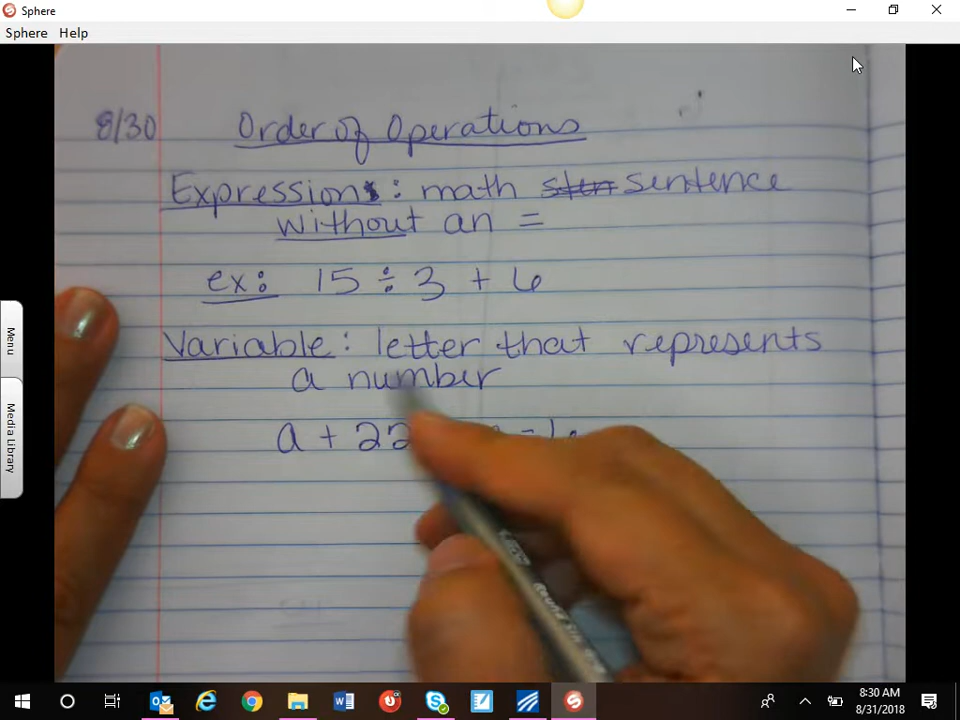 Sphere
Sphere Help
8/30 Order of Operations
Expression: math sentence
without an =
ex: 15 ÷ 3 + 6
Variable: letter that represents
a number
a + 22
Menu
Media Library
8:30 AM
8/31/2018